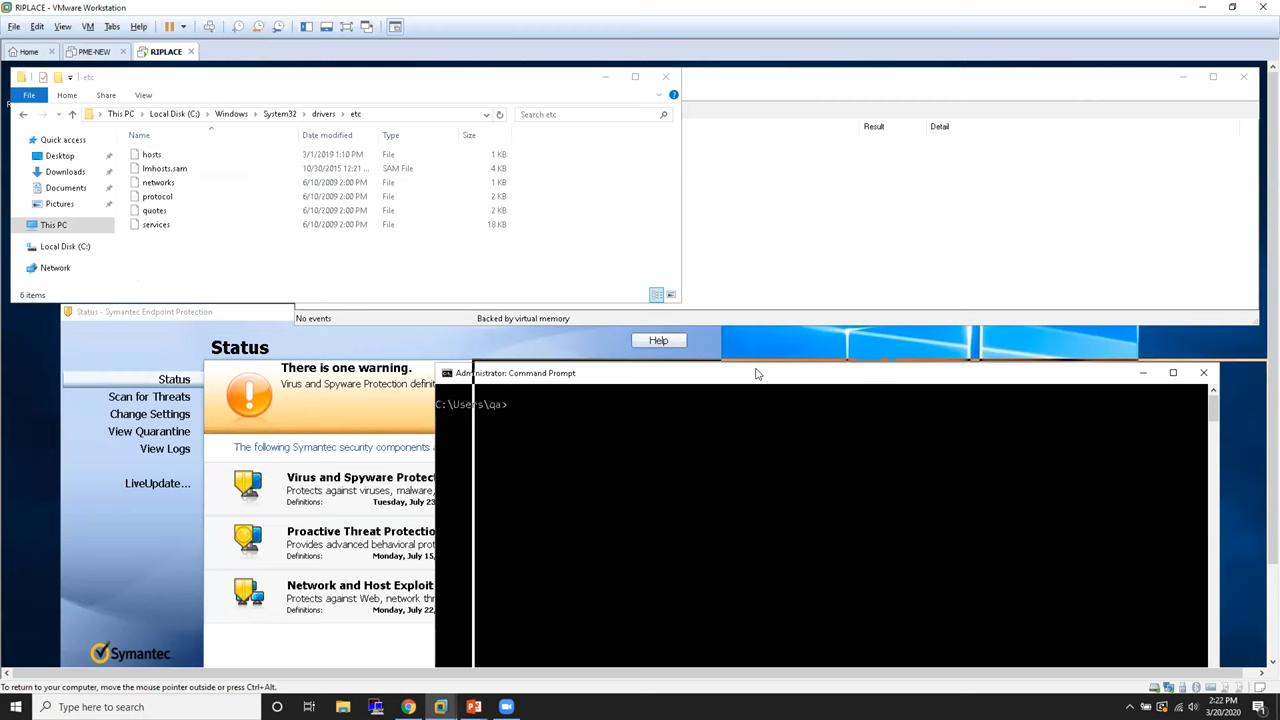 RIPLACE - VMware Workstation
File Edit View VM Tabs Help
Home PME-NEW RIPLACE
etc
File Home Share View
This PC Local Disk (C:) Windows System32 drivers etc
Search etc
Result Detail
Name Date modified Type Size
Quick access
Desktop
Downloads
Documents
Pictures
This PC
Local Disk (C:)
Network
hosts 3/1/2019 1:10 PM File 1 KB
lmhosts.sam 10/30/2015 12:21 ... SAM File 4 KB
networks 6/10/2009 2:00 PM File 1 KB
protocol 6/10/2009 2:00 PM File 2 KB
quotes 6/10/2009 2:00 PM File 2 KB
services 6/10/2009 2:00 PM File 18 KB
6 items
Status - Symantec Endpoint Protection
No events Backed by virtual memory
Status
Help
Status
Scan for Threats
Change Settings
View Quarantine
View Logs
LiveUpdate...
There is one warning.
Virus and Spyware Protection defini
The following Symantec security components a
Virus and Spyware Protec
Protects against viruses, malware,
Definitions: Tuesday, July 23
Proactive Threat Protectio
Provides advanced behavioral prot
Definitions: Monday, July 15,
Network and Host Exploit
Protects against Web, network thr
Definitions: Monday, July 22,
Symantec
Administrator: Command Prompt
C:\Users\qa>
To return to your computer, move the mouse pointer outside or press Ctrl+Alt.
Type here to search
2:22 PM
3/20/2020